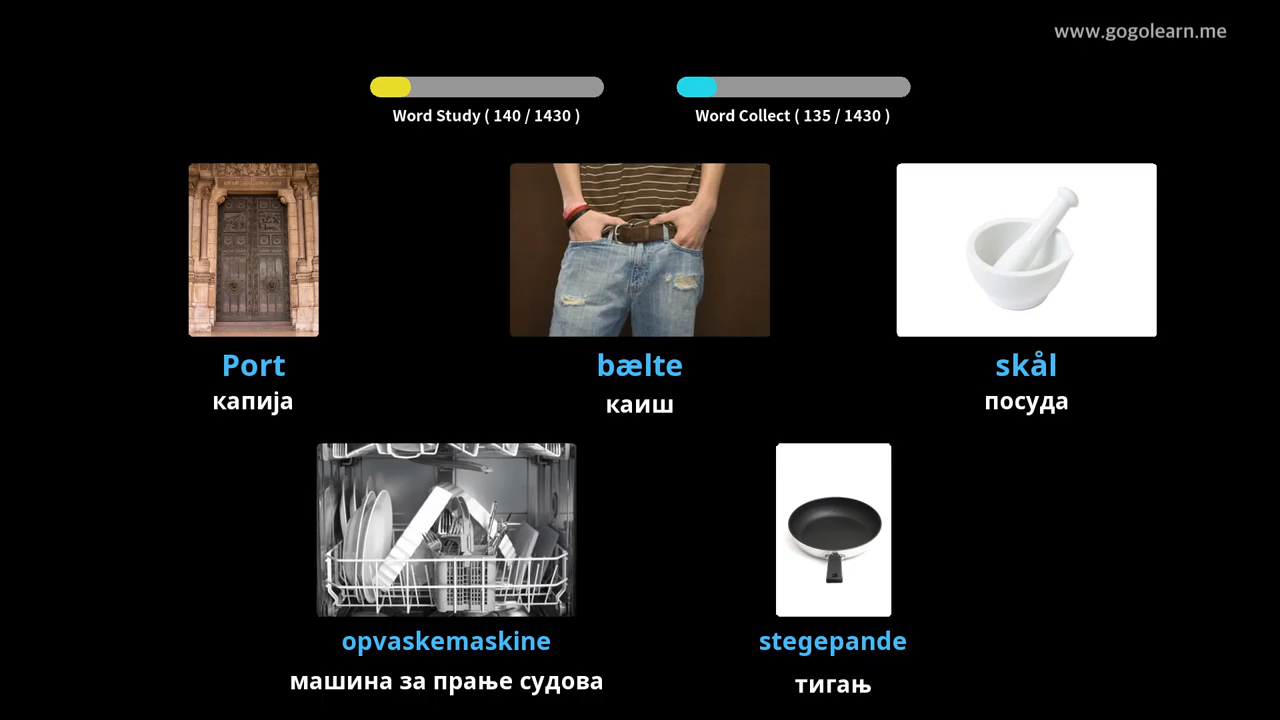 www.gogolearn.me
Word Study ( 140 / 1430 )
Word Collect ( 135 / 1430 )
Port
капија
bælte
каиш
skål
посуда
opvaskemaskine
машина за прање судова
stegepande
тигањ